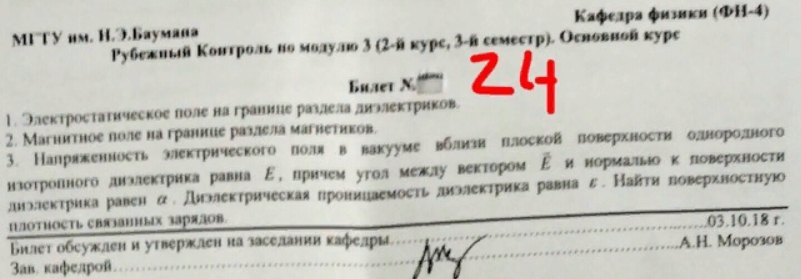 Кафедра физики (ФН-4)
МГТУ им. Н.Э.Баумана
Рубежный Контроль по модулю 3 (2-й курс, 3-й семестр). Основной курс
Билет № 24
1. Электростатическое поле на границе раздела диэлектриков.
2. Магнитное поле на границе раздела магнетиков.
3. Напряженность электрического поля в вакууме вблизи плоской поверхности однородного
изотропного диэлектрика равна E, причем угол между вектором E и нормалью к поверхности
диэлектрика равен α. Диэлектрическая проницаемость диэлектрика равна ε. Найти поверхностную
плотность связанных зарядов.
Билет обсужден и утвержден на заседании кафедры...........................03.10.18 г.
Зав. кафедрой...........................А.Н. Морозов